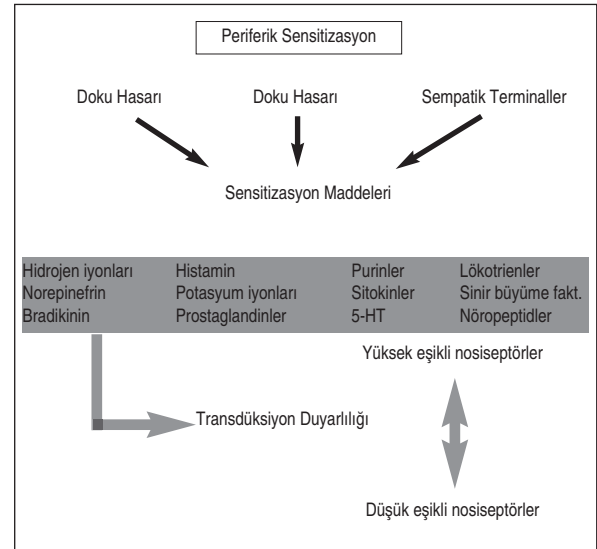 Periferik Sensitizasyon
Doku Hasarı Doku Hasarı Sempatik Terminaller
Sensitizasyon Maddeleri
Hidrojen iyonları Histamin Purinler Lökotrienler
Norepinefrin Potasyum iyonları Sitokinler Sinir büyüme fakt.
Bradikinin Prostaglandinler 5-HT Nöropeptidler
Yüksek eşikli nosiseptörler
Transdüksiyon Duyarlılığı
Düşük eşikli nosiseptörler